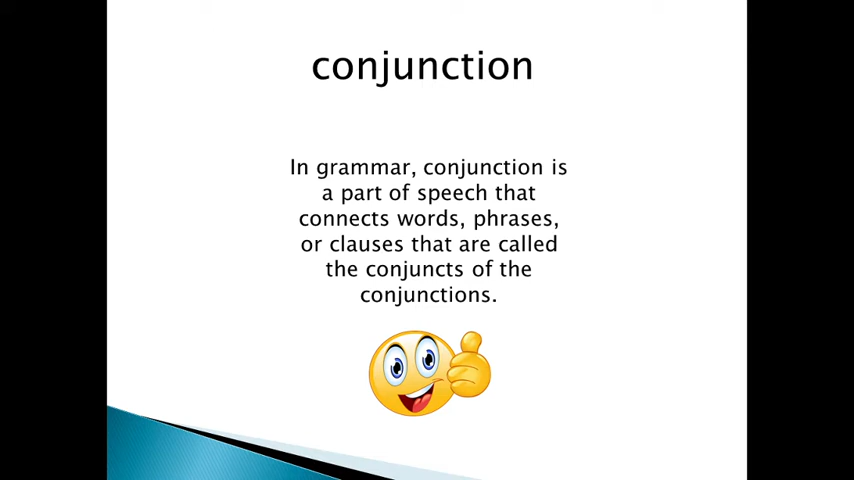 conjunction
In grammar, conjunction is
a part of speech that
connects words, phrases,
or clauses that are called
the conjuncts of the
conjunctions.